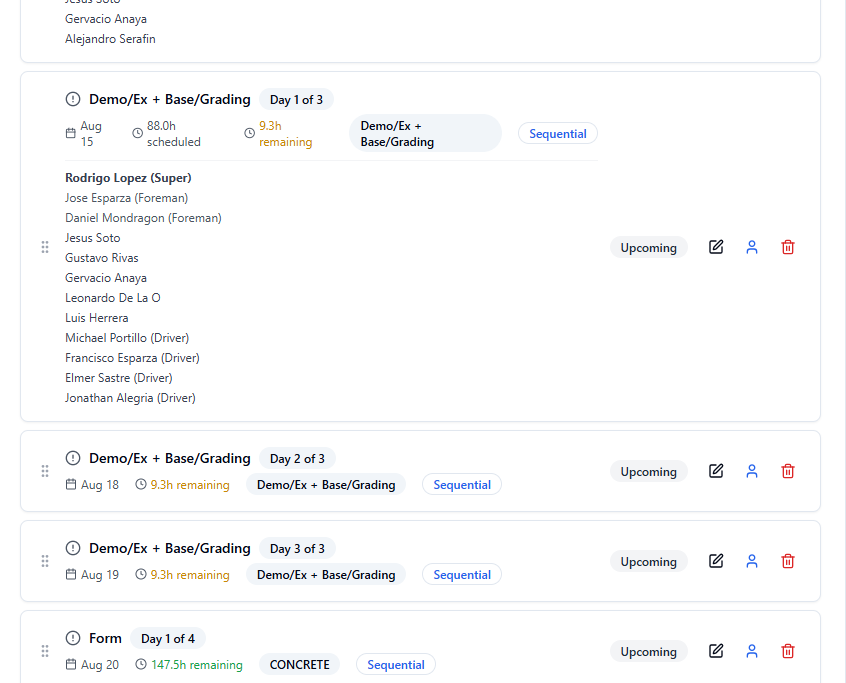 Gervacio Anaya
Alejandro Serafin
Demo/Ex + Base/Grading Day 1 of 3
Aug 15 88.0h scheduled 9.3h remaining Demo/Ex + Base/Grading Sequential
Rodrigo Lopez (Super)
Jose Esparza (Foreman)
Daniel Mondragon (Foreman)
Jesus Soto
Gustavo Rivas
Gervacio Anaya
Leonardo De La O
Luis Herrera
Michael Portillo (Driver)
Francisco Esparza (Driver)
Elmer Sastre (Driver)
Jonathan Alegria (Driver)
Upcoming
Demo/Ex + Base/Grading Day 2 of 3
Aug 18 9.3h remaining Demo/Ex + Base/Grading Sequential
Upcoming
Demo/Ex + Base/Grading Day 3 of 3
Aug 19 9.3h remaining Demo/Ex + Base/Grading Sequential
Upcoming
Form Day 1 of 4
Aug 20 147.5h remaining CONCRETE Sequential
Upcoming